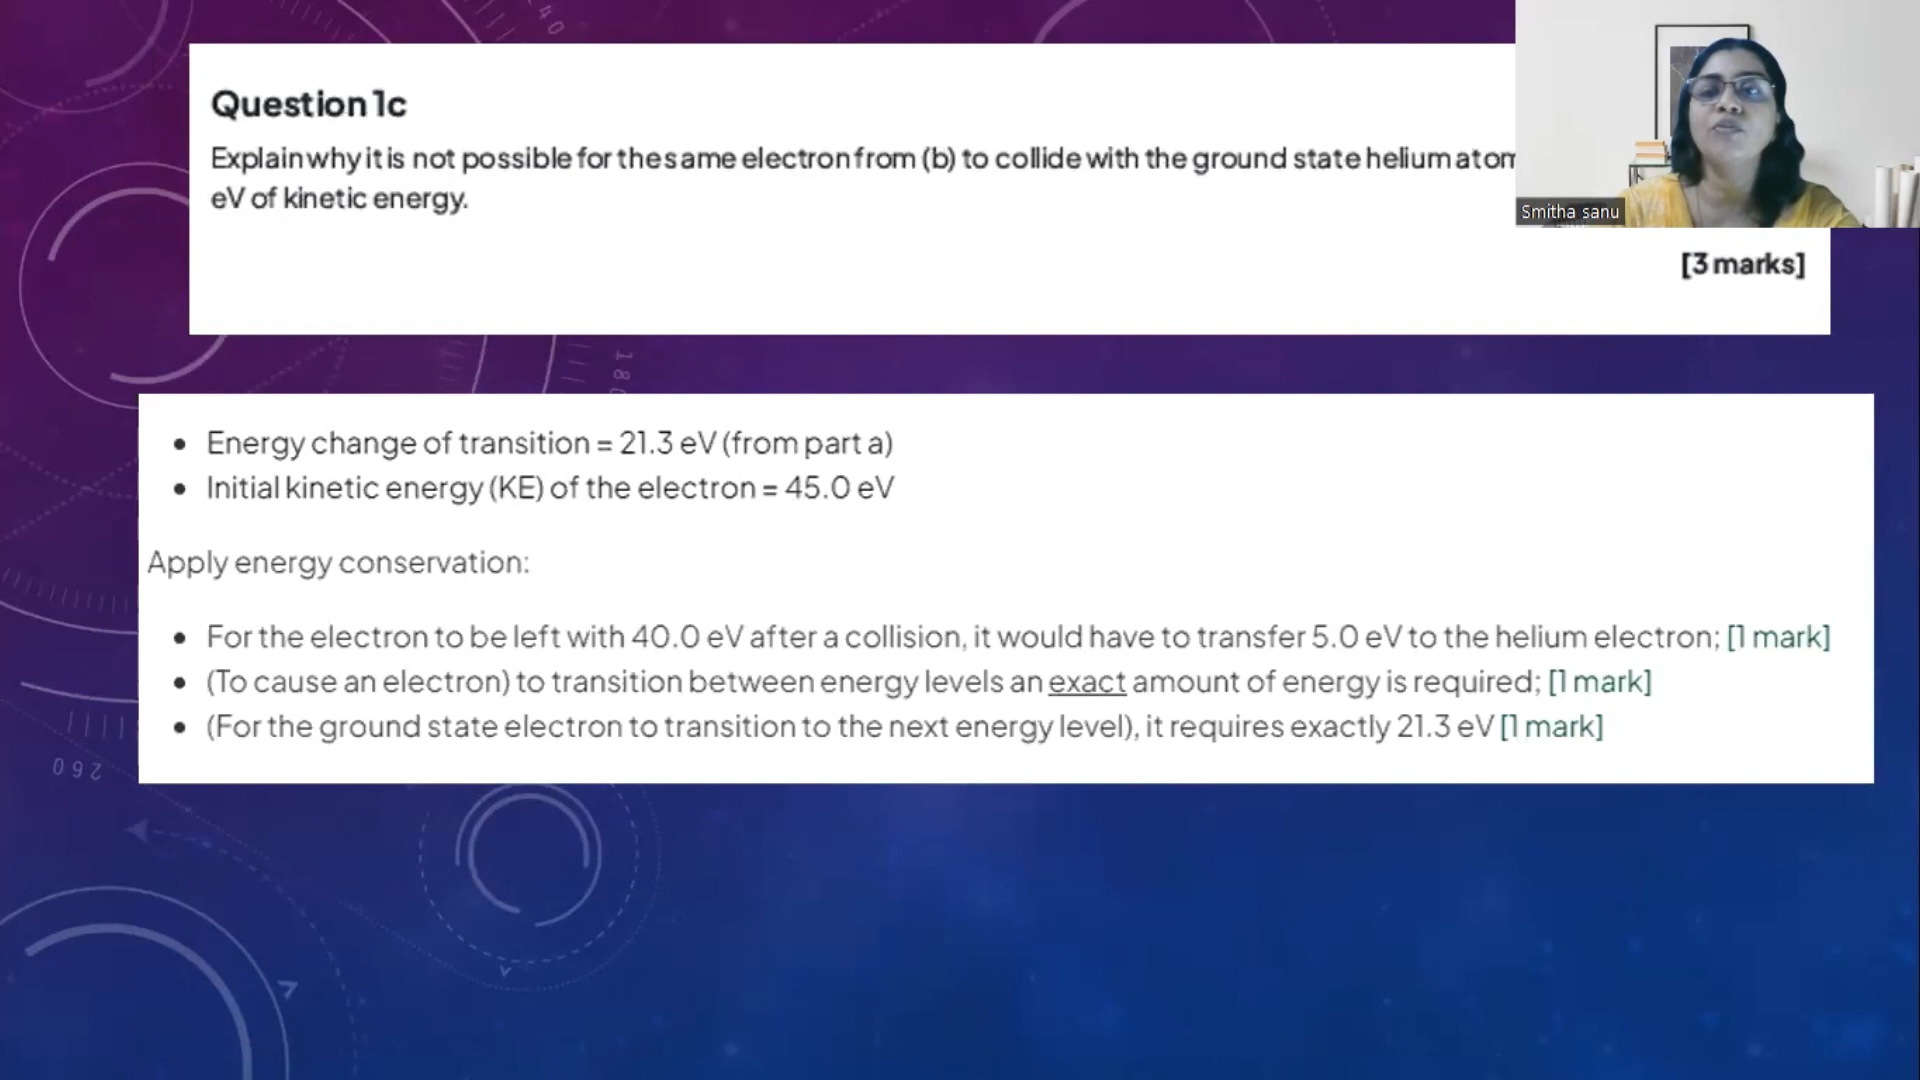 Question 1c
Explain why it is not possible for the same electron from (b) to collide with the ground state helium atom
eV of kinetic energy.
Smitha sanu
[3 marks]
• Energy change of transition = 21.3 eV (from part a)
• Initial kinetic energy (KE) of the electron = 45.0 eV
Apply energy conservation:
• For the electron to be left with 40.0 eV after a collision, it would have to transfer 5.0 eV to the helium electron; [1 mark]
• (To cause an electron) to transition between energy levels an exact amount of energy is required; [1 mark]
• (For the ground state electron to transition to the next energy level), it requires exactly 21.3 eV [1 mark]
260